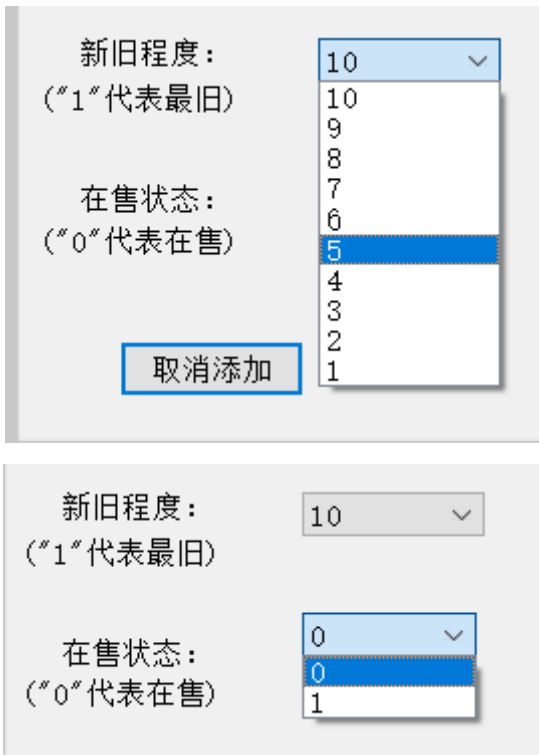 新旧程度：
("1"代表最旧)
10
10
9
8
7
6
5
4
3
2
1
在售状态：
("0"代表在售)
取消添加
新旧程度：
("1"代表最旧)
10
在售状态：
("0"代表在售)
0
0
1